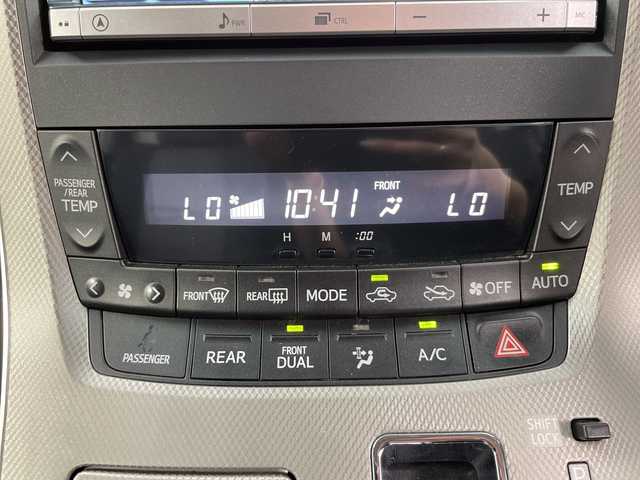 PWR
CTRL
MIC
PASSENGER
/REAR
TEMP
FRONT
LO 10:41 LO
H M :00
TEMP
FRONT
REAR
MODE
OFF
AUTO
PASSENGER
REAR
FRONT
DUAL
A/C
SHIFT
LOCK
P